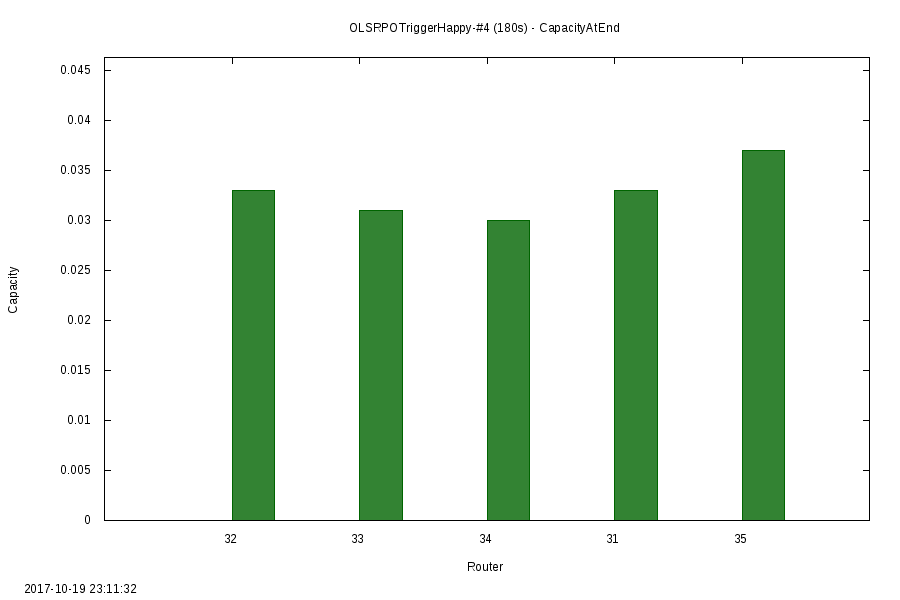 OLSRPOTriggerHappy-#4 (180s) - CapacityAtEnd
0.045
0.04
0.035
0.03
0.025
0.02
0.015
0.01
0.005
0
Capacity
32 33 34 31 35
Router
2017-10-19 23:11:32